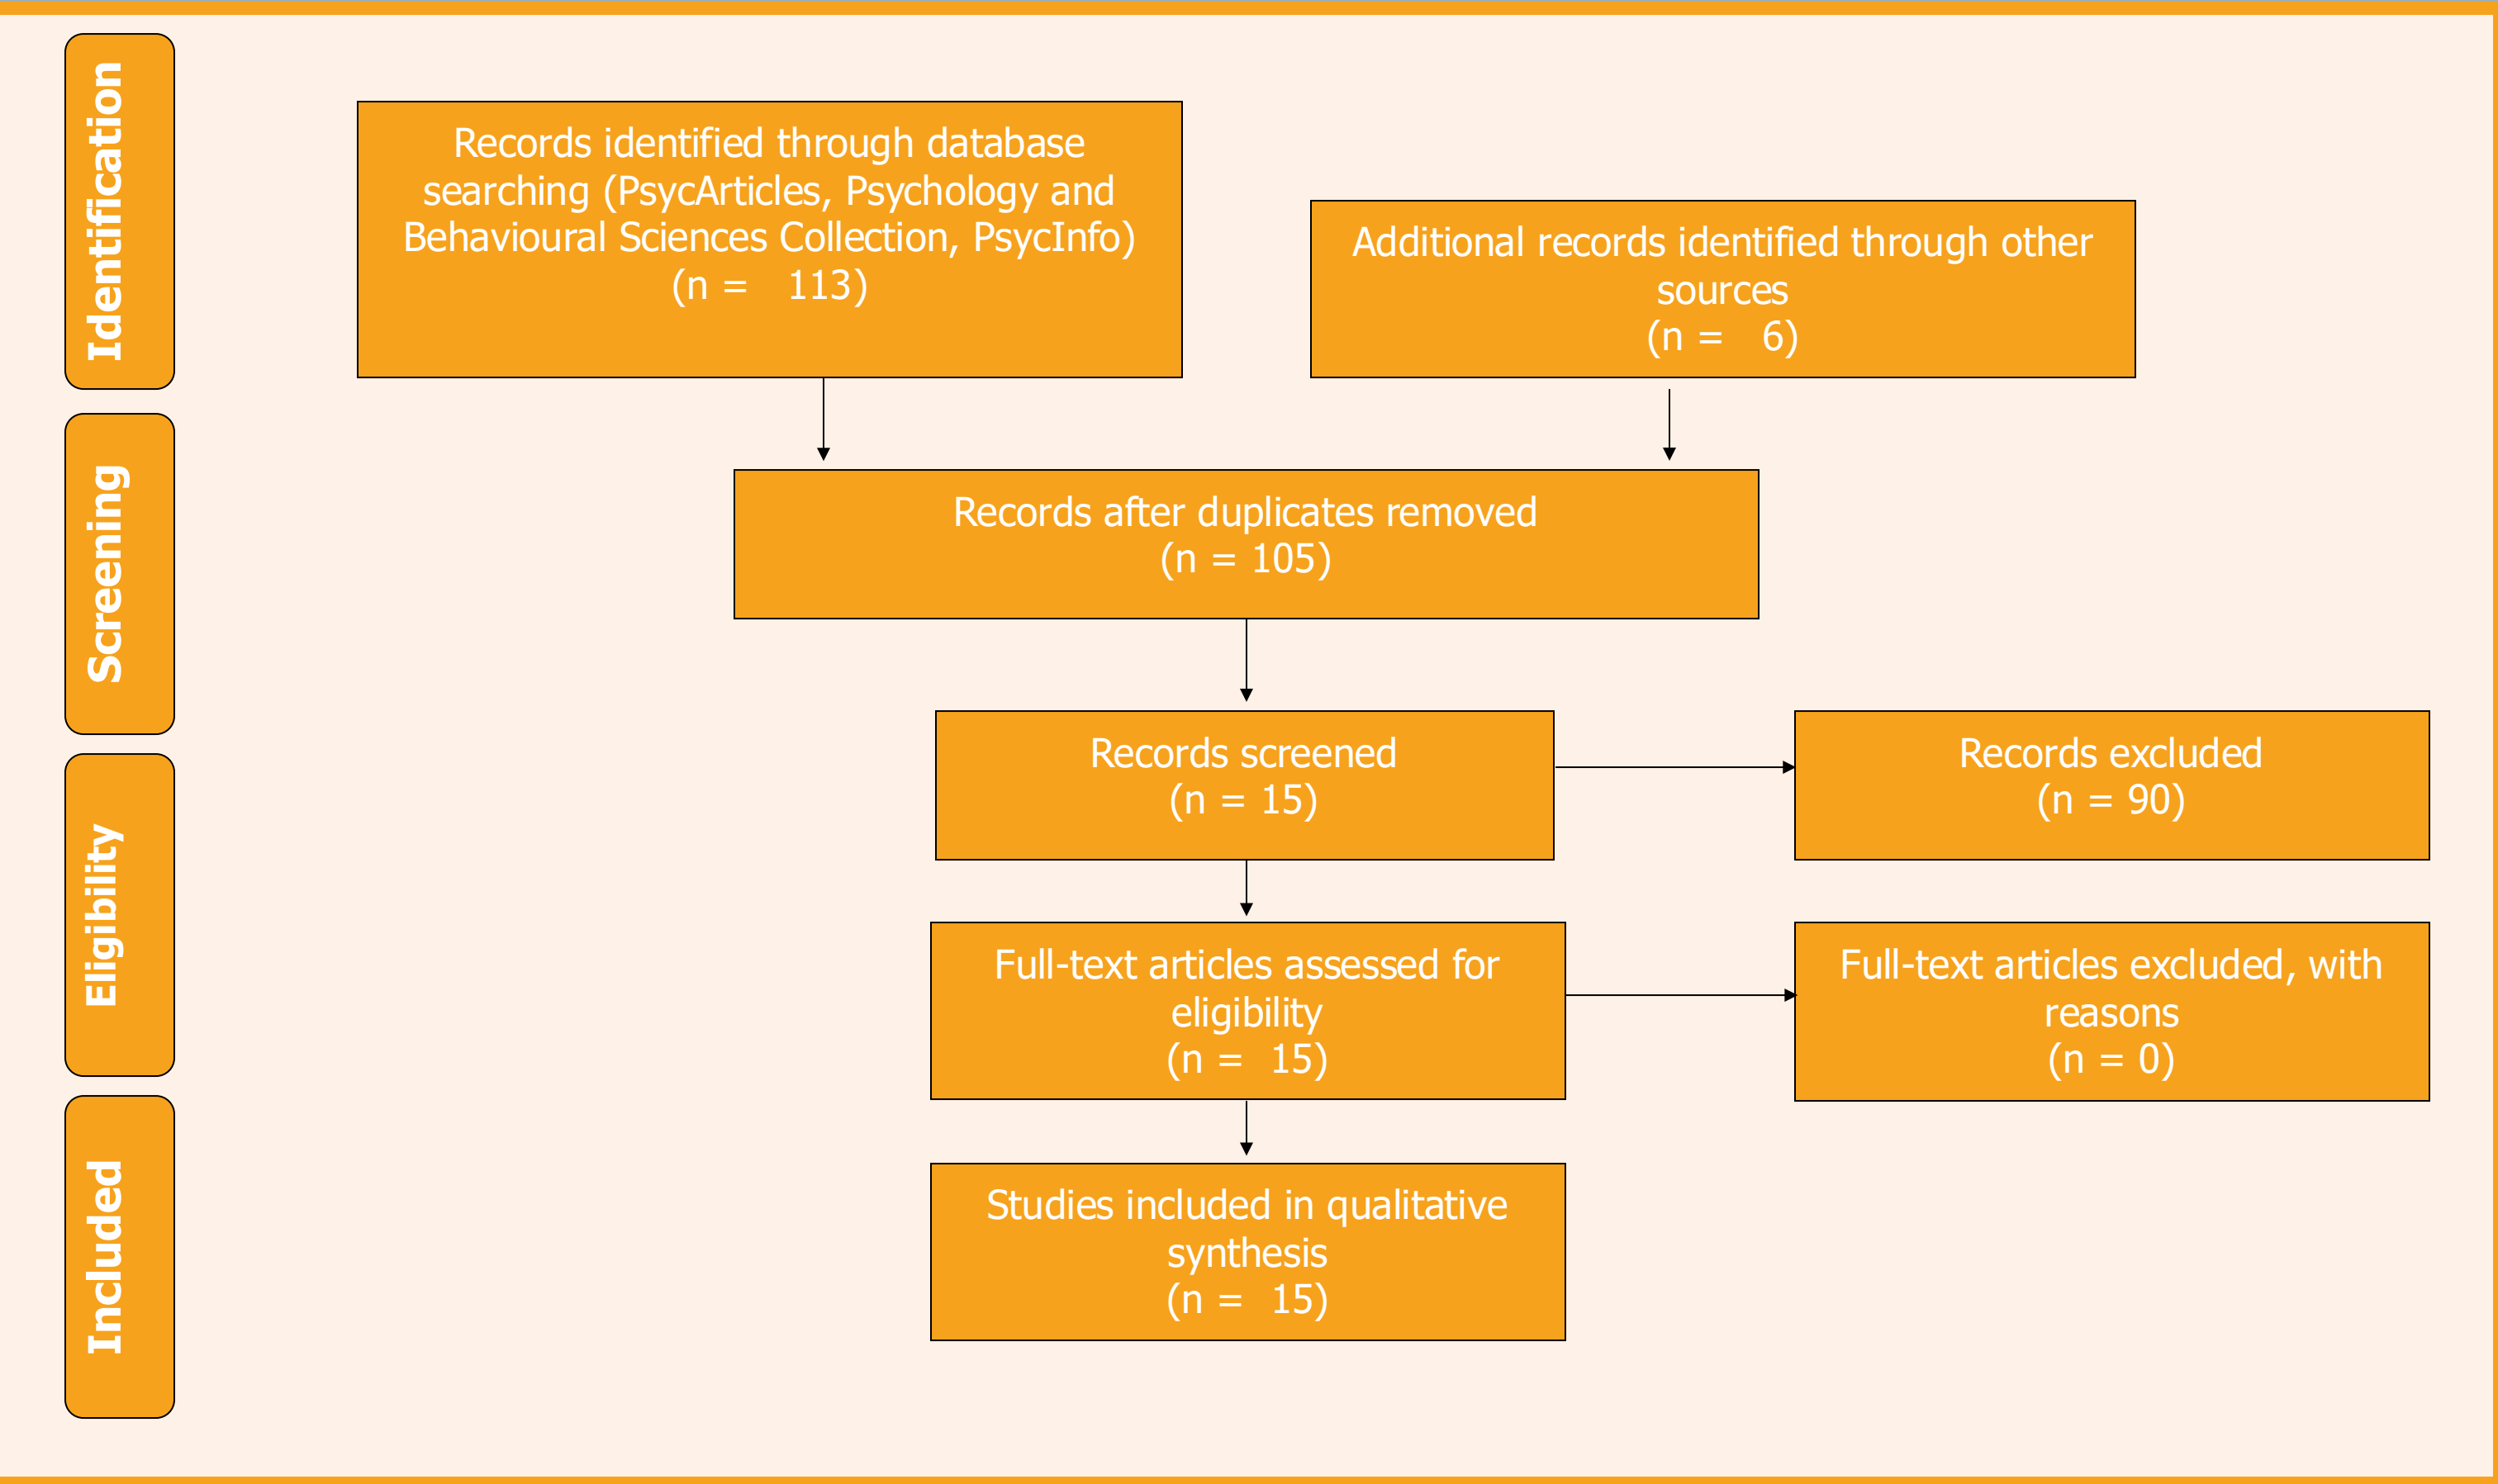 Identification
Records identified through database
searching (PsycArticles, Psychology and
Behavioural Sciences Collection, PsycInfo)
(n = 113)
Additional records identified through other
sources
(n = 6)
Screening
Records after duplicates removed
(n = 105)
Records screened
(n = 15)
Records excluded
(n = 90)
Eligibility
Full-text articles assessed for
eligibility
(n = 15)
Full-text articles excluded, with
reasons
(n = 0)
Included
Studies included in qualitative
synthesis
(n = 15)